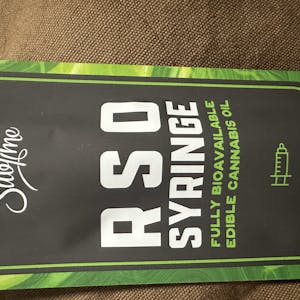 Sublime
RSO
SYRINGE
FULLY BIOAVAILABLE
EDIBLE CANNABIS OIL